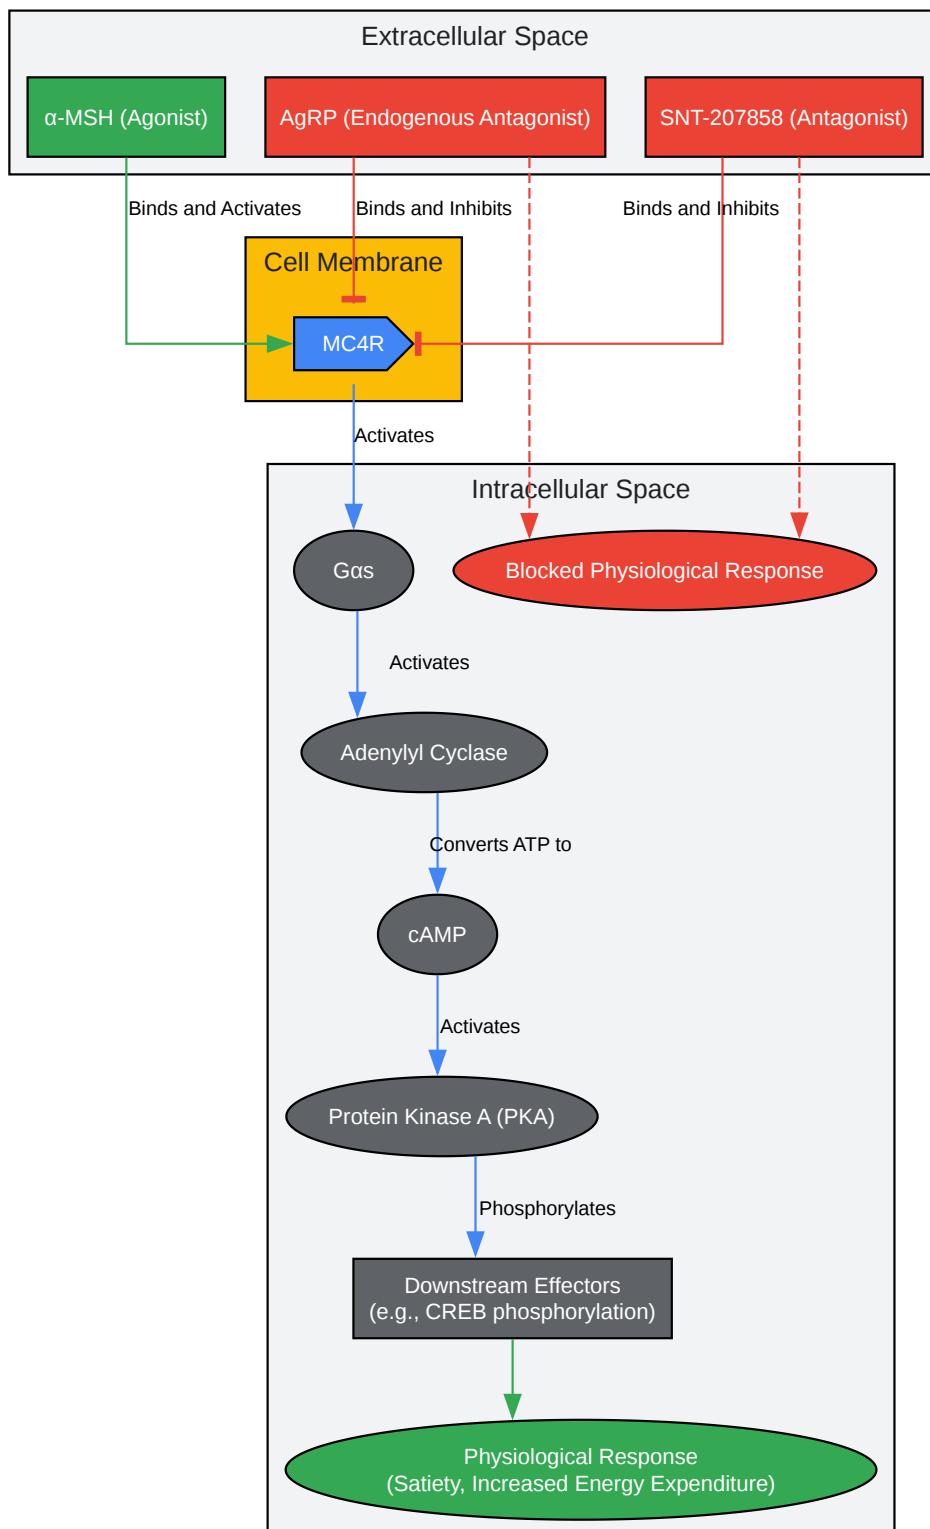 Extracellular Space
α-MSH (Agonist)
AgRP (Endogenous Antagonist)
SNT-207858 (Antagonist)
Binds and Activates
Binds and Inhibits
Binds and Inhibits
Cell Membrane
MC4R
Activates
Intracellular Space
Gαs
Blocked Physiological Response
Activates
Adenylyl Cyclase
Converts ATP to
cAMP
Activates
Protein Kinase A (PKA)
Phosphorylates
Downstream Effectors
(e.g., CREB phosphorylation)
Physiological Response
(Satiety, Increased Energy Expenditure)